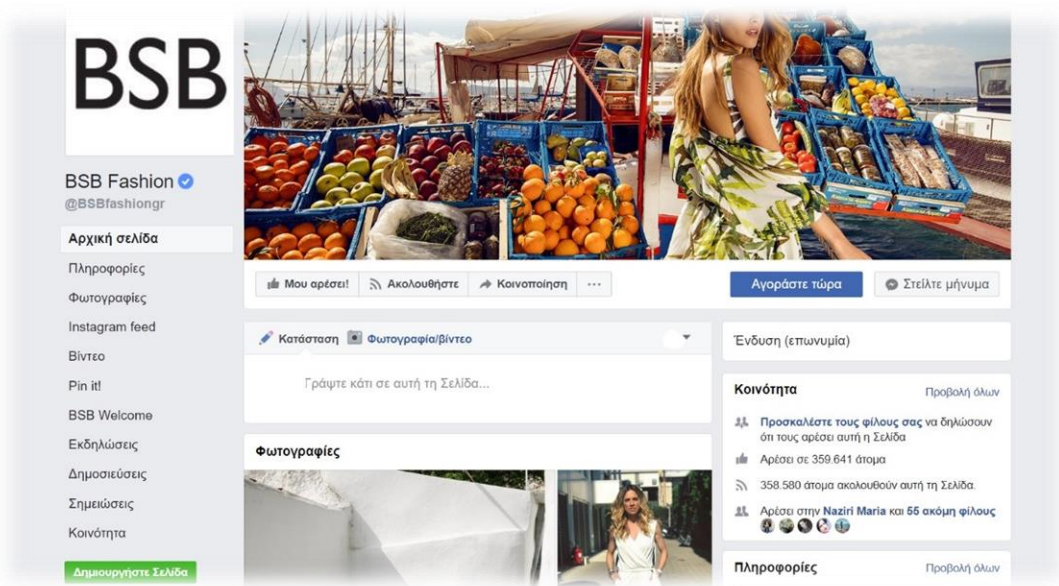 BSB
BSB Fashion
@BSBfashiongr
Αρχική σελίδα
Πληροφορίες
Φωτογραφίες
Instagram feed
Βίντεο
Pin it!
BSB Welcome
Εκδηλώσεις
Δημοσιεύσεις
Σημειώσεις
Κοινότητα
Δημιουργήστε Σελίδα
Μου αρέσει! Ακολουθήστε Κοινοποίηση ...
Αγοράστε τώρα Στείλτε μήνυμα
Κατάσταση Φωτογραφία/βίντεο
Γράψτε κάτι σε αυτή τη Σελίδα...
Φωτογραφίες
Ένδυση (επωνυμία)
Κοινότητα Προβολή όλων
Προσκαλέστε τους φίλους σας να δηλώσουν
ότι τους αρέσει αυτή η Σελίδα
Αρέσει σε 359.641 άτομα
358.580 άτομα ακολουθούν αυτή τη Σελίδα.
Αρέσει στην Naziri Maria και 55 ακόμη φίλους
Πληροφορίες Προβολή όλων